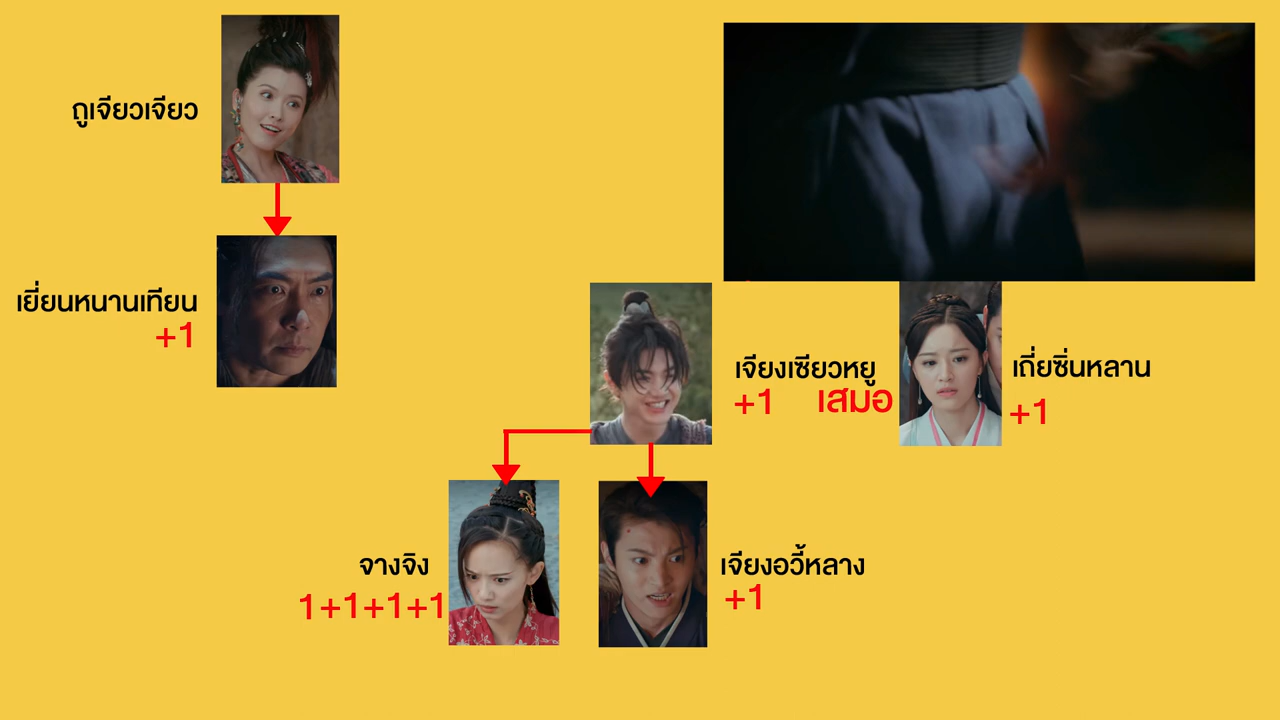 ถูเจียวเจียว
เยี่ยนหนานเทียน
+1
เจียงเซียวหยู
+1 เสมอ
เถี่ยซิ่นหลาน
+1
จางจิง
1+1+1+1
เจียงอวี้หลาง
+1